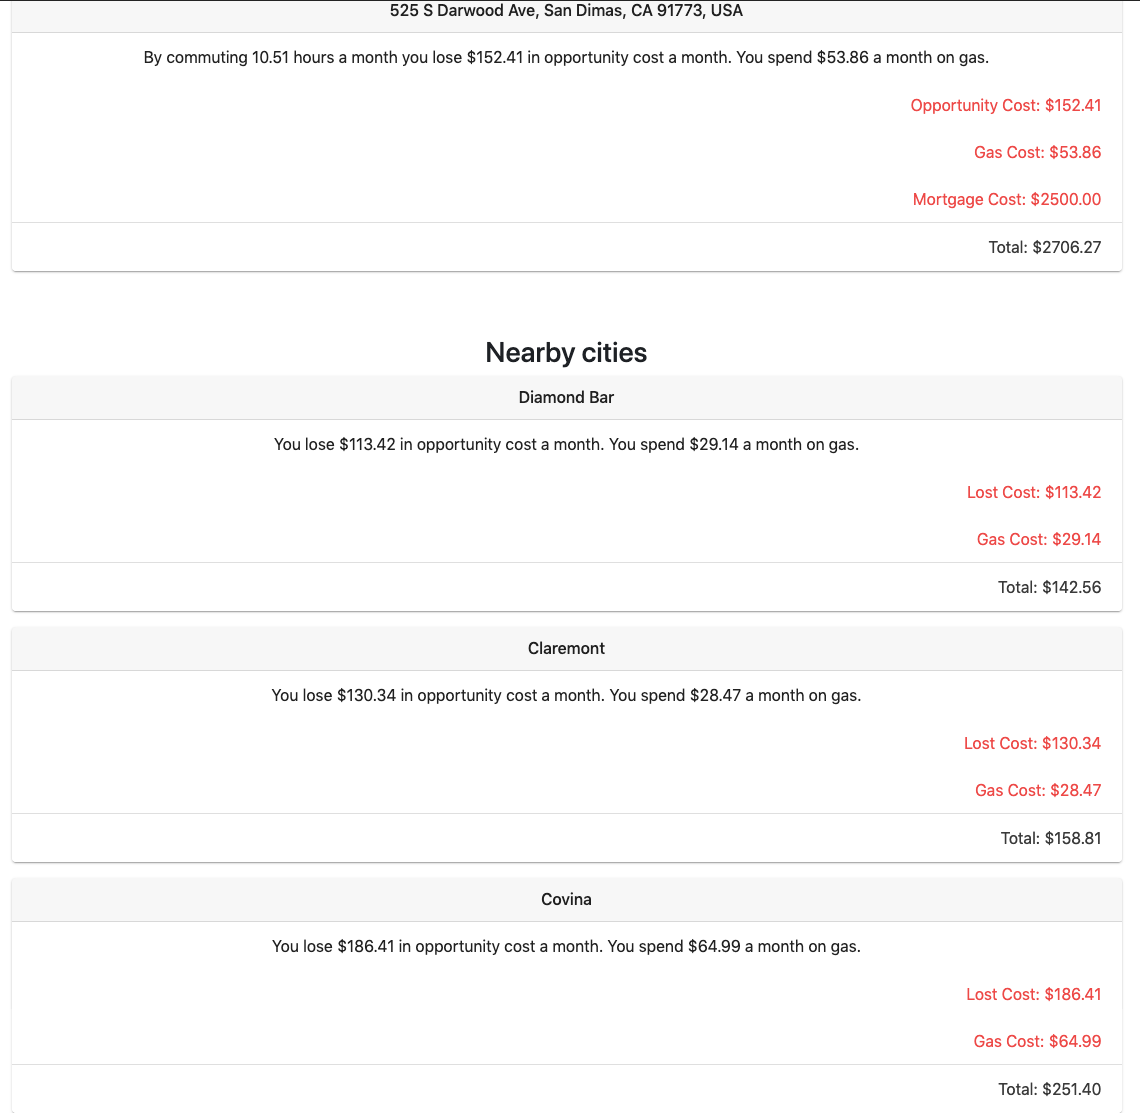 525 S Darwood Ave, San Dimas, CA 91773, USA
By commuting 10.51 hours a month you lose $152.41 in opportunity cost a month. You spend $53.86 a month on gas.
Opportunity Cost: $152.41
Gas Cost: $53.86
Mortgage Cost: $2500.00
Total: $2706.27
Nearby cities
Diamond Bar
You lose $113.42 in opportunity cost a month. You spend $29.14 a month on gas.
Lost Cost: $113.42
Gas Cost: $29.14
Total: $142.56
Claremont
You lose $130.34 in opportunity cost a month. You spend $28.47 a month on gas.
Lost Cost: $130.34
Gas Cost: $28.47
Total: $158.81
Covina
You lose $186.41 in opportunity cost a month. You spend $64.99 a month on gas.
Lost Cost: $186.41
Gas Cost: $64.99
Total: $251.40